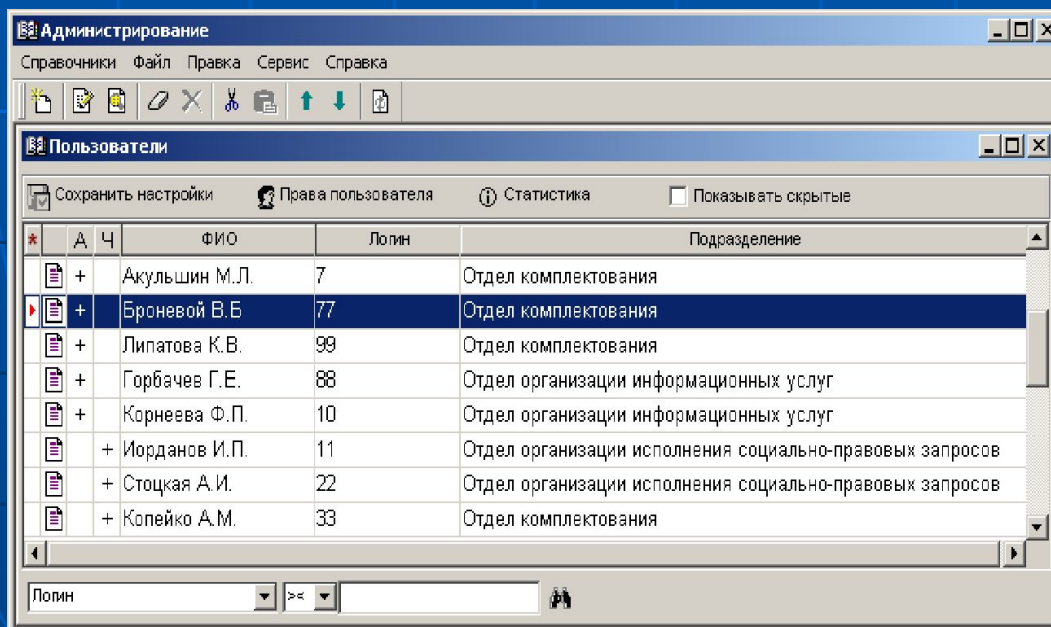 Администрирование
Справочники Файл Правка Сервис Справка
Пользователи
Сохранить настройки Права пользователя Статистика Показывать скрытые
* А Ч ФИО Логин Подразделение
+ Акульшин М.Л. 7 Отдел комплектования
+ Броневой В.Б 77 Отдел комплектования
+ Липатова К.В. 99 Отдел комплектования
+ Горбачев Г.Е. 88 Отдел организации информационных услуг
+ Корнеева Ф.П. 10 Отдел организации информационных услуг
+ Иорданов И.П. 11 Отдел организации исполнения социально-правовых запросов
+ Стоцкая А.И. 22 Отдел организации исполнения социально-правовых запросов
+ Копейко А.М. 33 Отдел комплектования
Логин ><